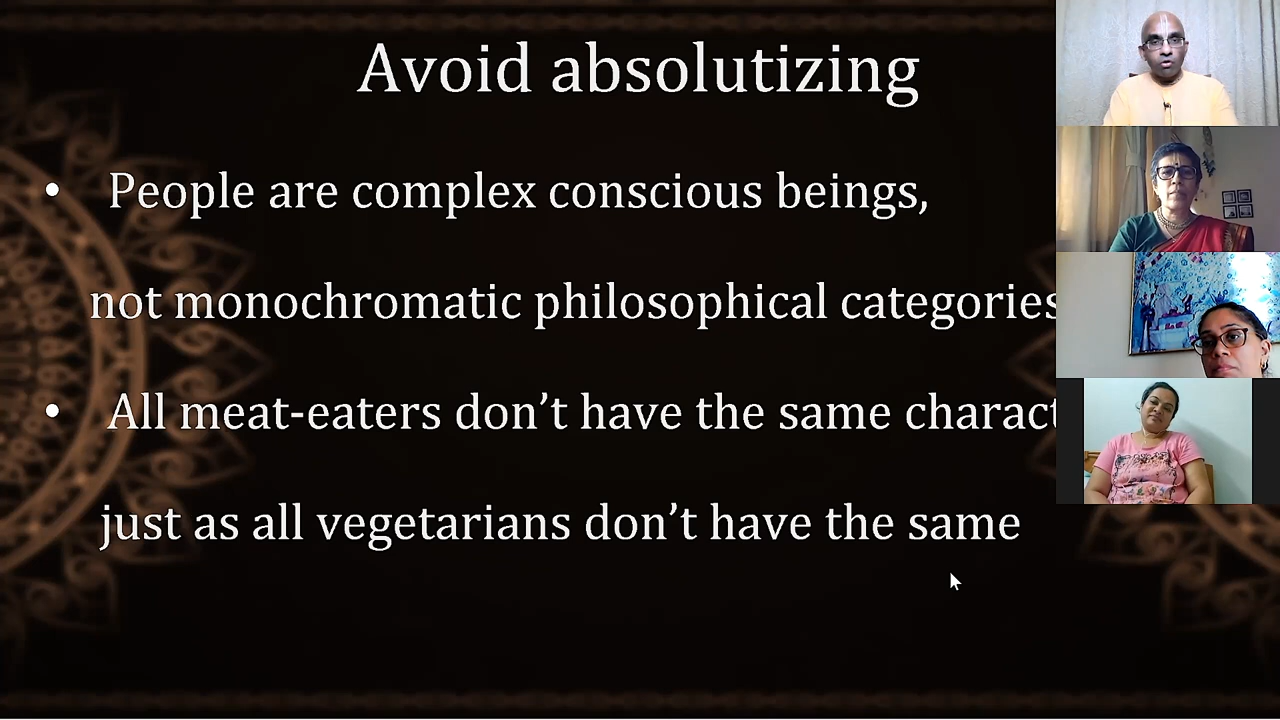 Avoid absolutizing
• People are complex conscious beings,
not monochromatic philosophical categories
• All meat-eaters don’t have the same charact
just as all vegetarians don’t have the same